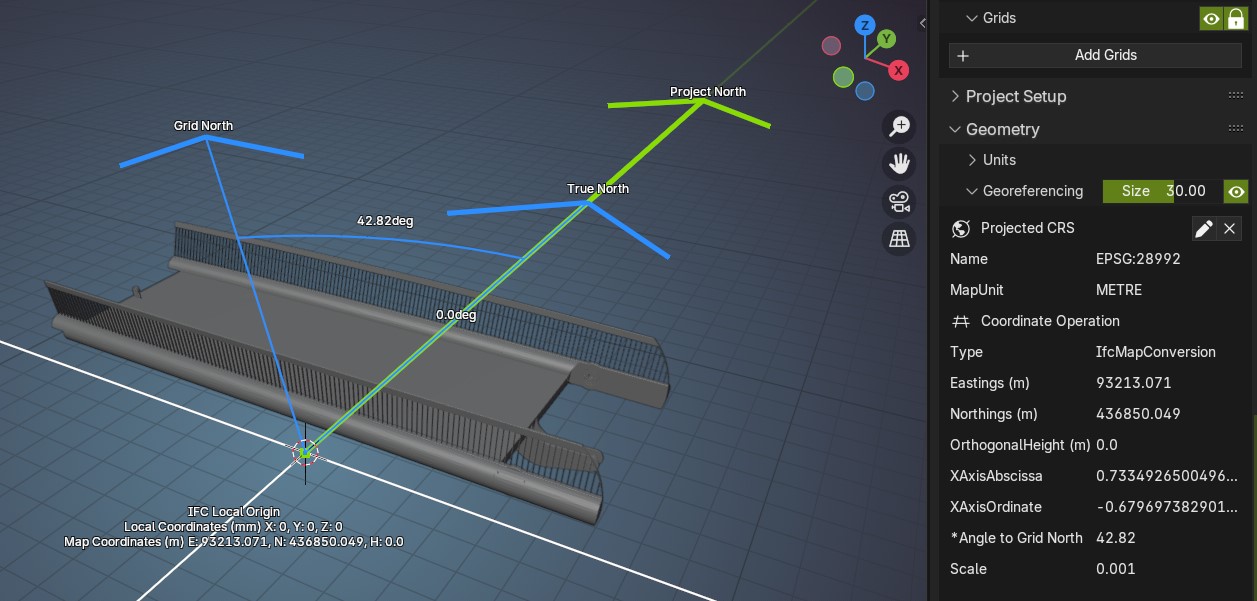 Z
Y
X
Project North
Grid North
True North
42.82deg
0.0deg
IFC Local Origin
Local Coordinates (mm) X: 0, Y: 0, Z: 0
Map Coordinates (m) E: 93213.071, N: 436850.049, H: 0.0
Grids
Add Grids
Project Setup
Geometry
Units
Georeferencing Size 30.00
Projected CRS
Name EPSG:28992
MapUnit METRE
Coordinate Operation
Type IfcMapConversion
Eastings (m) 93213.071
Northings (m) 436850.049
OrthogonalHeight (m) 0.0
XAxisAbscissa 0.7334926500496...
XAxisOrdinate -0.679697382901...
*Angle to Grid North 42.82
Scale 0.001